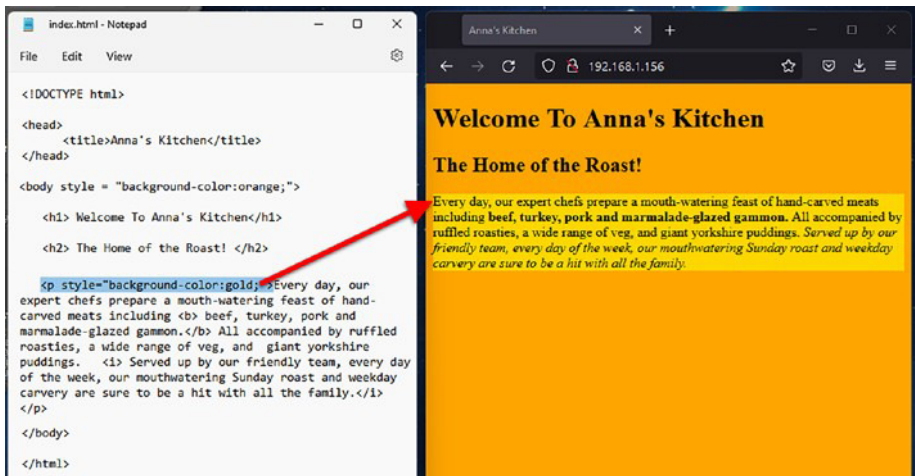 index.html - Notepad
File Edit View
<!DOCTYPE html>
<head>
<title>Anna's Kitchen</title>
</head>
<body style = "background-color:orange;">
<h1> Welcome To Anna's Kitchen</h1>
<h2> The Home of the Roast! </h2>
<p style="background-color:gold;">Every day, our
expert chefs prepare a mouth-watering feast of hand-
carved meats including <b> beef, turkey, pork and
marmalade-glazed gammon.</b> All accompanied by ruffled
roasties, a wide range of veg, and giant yorkshire
puddings. <i> Served up by our friendly team, every day
of the week, our mouthwatering Sunday roast and weekday
carvery are sure to be a hit with all the family.</i>
</p>
</body>
</html>
Anna's Kitchen
192.168.1.156
Welcome To Anna's Kitchen
The Home of the Roast!
Every day, our expert chefs prepare a mouth-watering feast of hand-carved meats
including beef, turkey, pork and marmalade-glazed gammon. All accompanied by
ruffled roasties, a wide range of veg, and giant yorkshire puddings. Served up by our
friendly team, every day of the week, our mouthwatering Sunday roast and weekday
carvery are sure to be a hit with all the family.